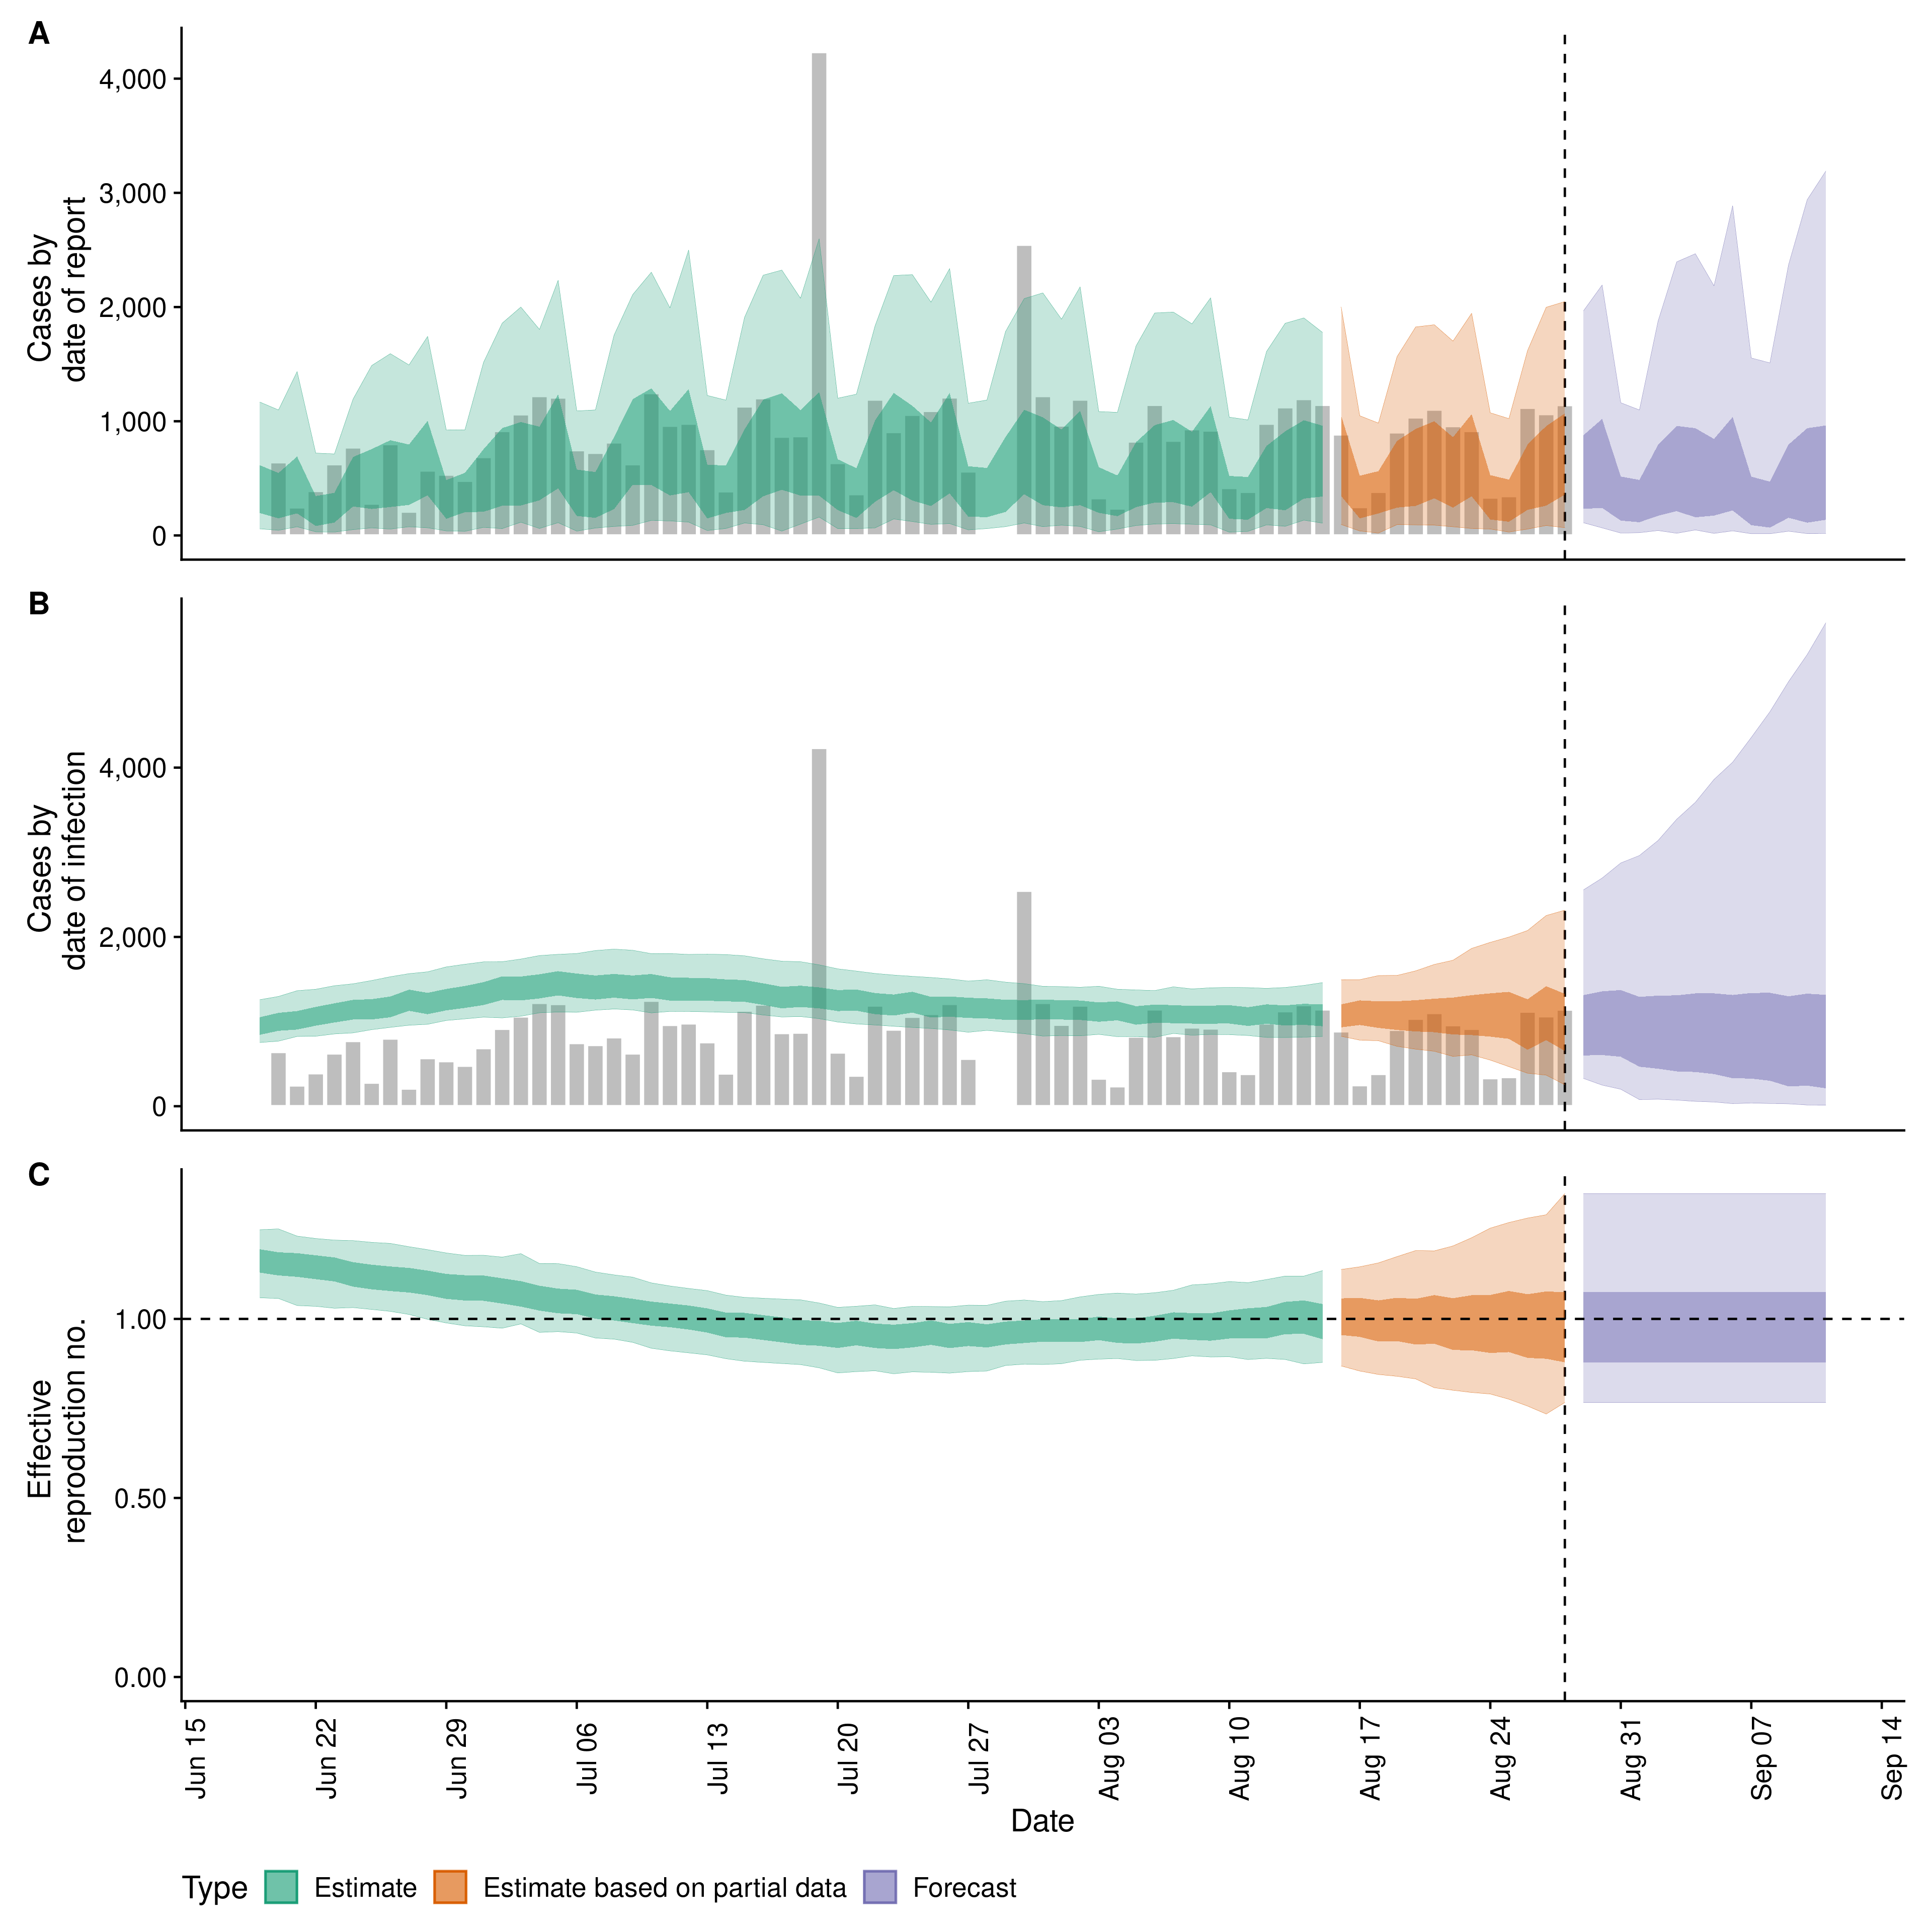 A
Cases by
date of report
4,000
3,000
2,000
1,000
0
B
Cases by
date of infection
4,000
2,000
0
C
Effective
reproduction no.
1.00
0.50
0.00
Jun 15
Jun 22
Jun 29
Jul 06
Jul 13
Jul 20
Jul 27
Aug 03
Aug 10
Aug 17
Aug 24
Aug 31
Sep 07
Sep 14
Date
Type Estimate Estimate based on partial data Forecast